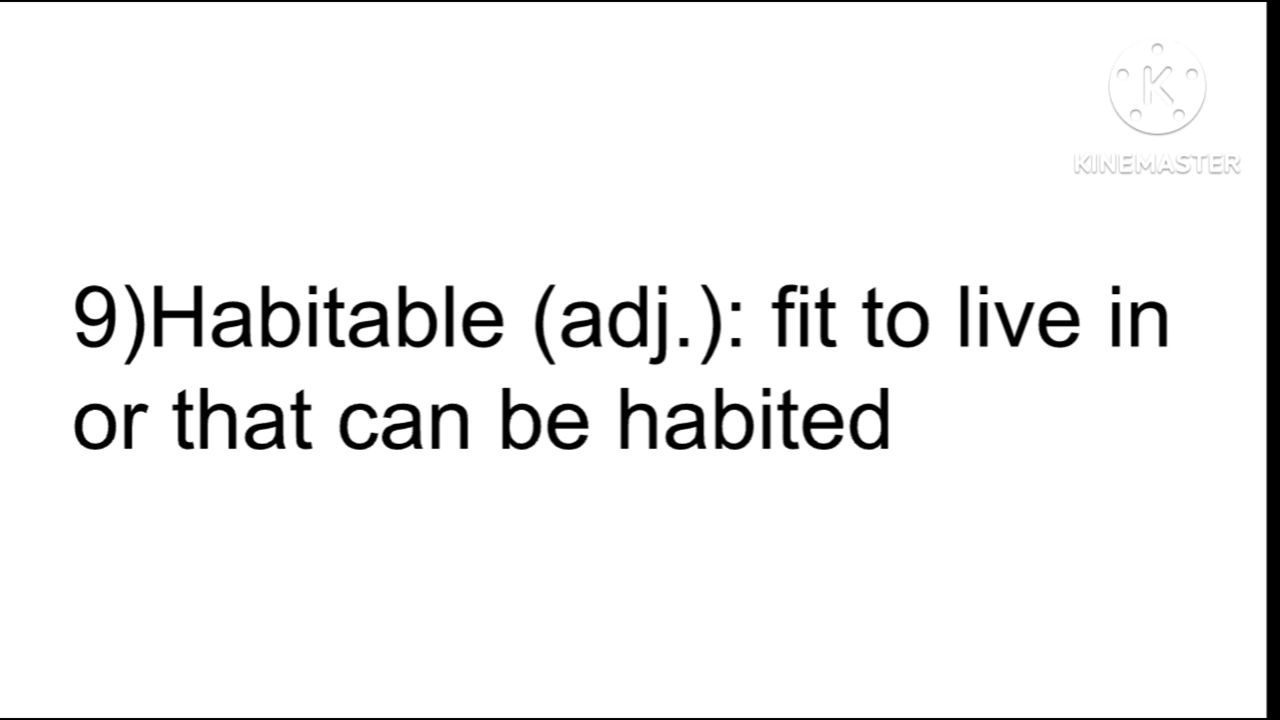 K
KINEMASTER
9)Habitable (adj.): fit to live in
or that can be habited